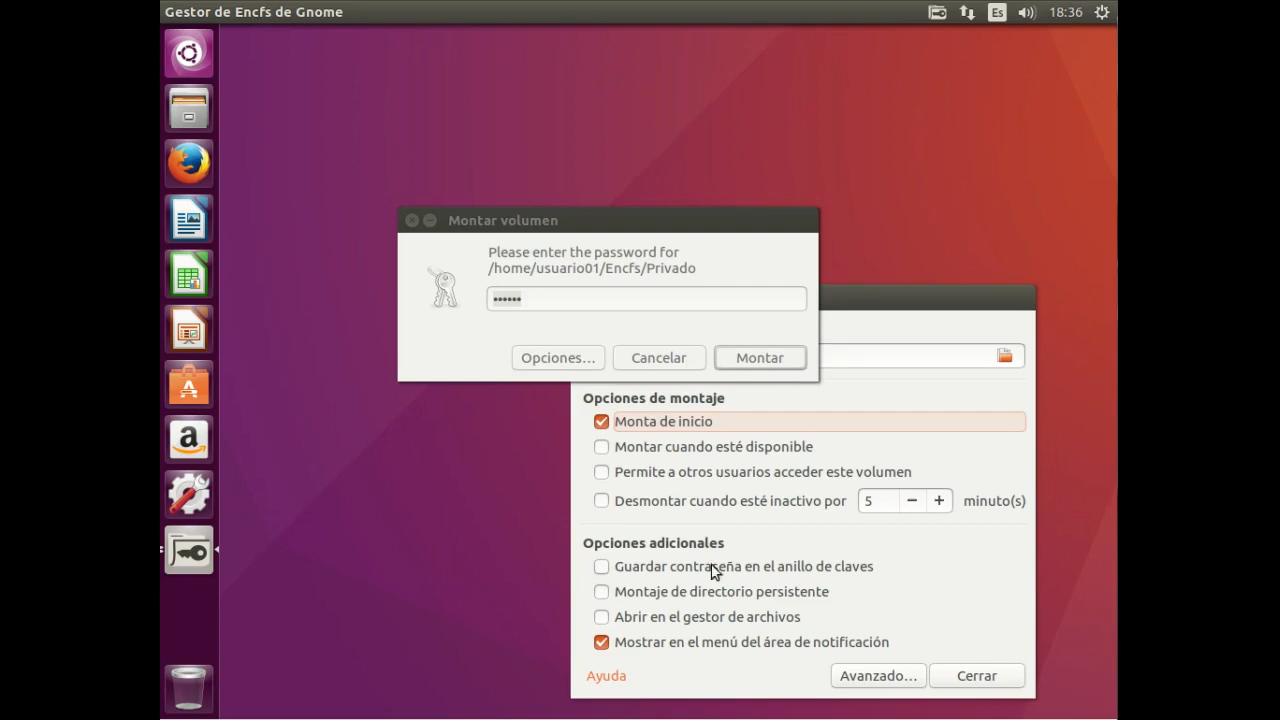 Gestor de Encfs de Gnome
Es
18:36
Montar volumen
Please enter the password for
/home/usuario01/Encfs/Privado
••••••
Opciones...
Cancelar
Montar
Opciones de montaje
Monta de inicio
Montar cuando esté disponible
Permite a otros usuarios acceder este volumen
Desmontar cuando esté inactivo por 5 − + minuto(s)
Opciones adicionales
Guardar contraseña en el anillo de claves
Montaje de directorio persistente
Abrir en el gestor de archivos
Mostrar en el menú del área de notificación
Ayuda
Avanzado...
Cerrar